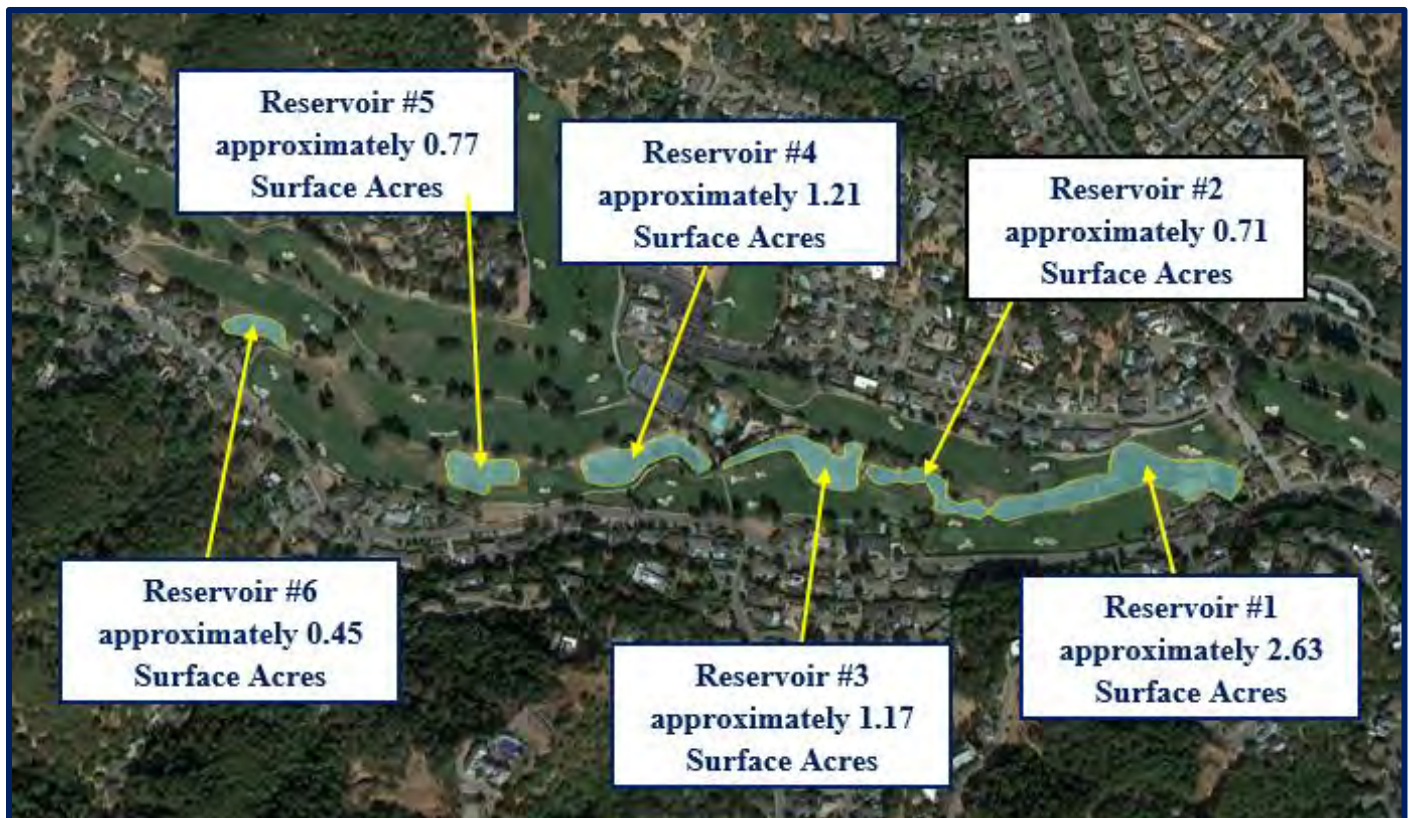 Reservoir #5
approximately 0.77
Surface Acres
Reservoir #4
approximately 1.21
Surface Acres
Reservoir #2
approximately 0.71
Surface Acres
Reservoir #6
approximately 0.45
Surface Acres
Reservoir #3
approximately 1.17
Surface Acres
Reservoir #1
approximately 2.63
Surface Acres